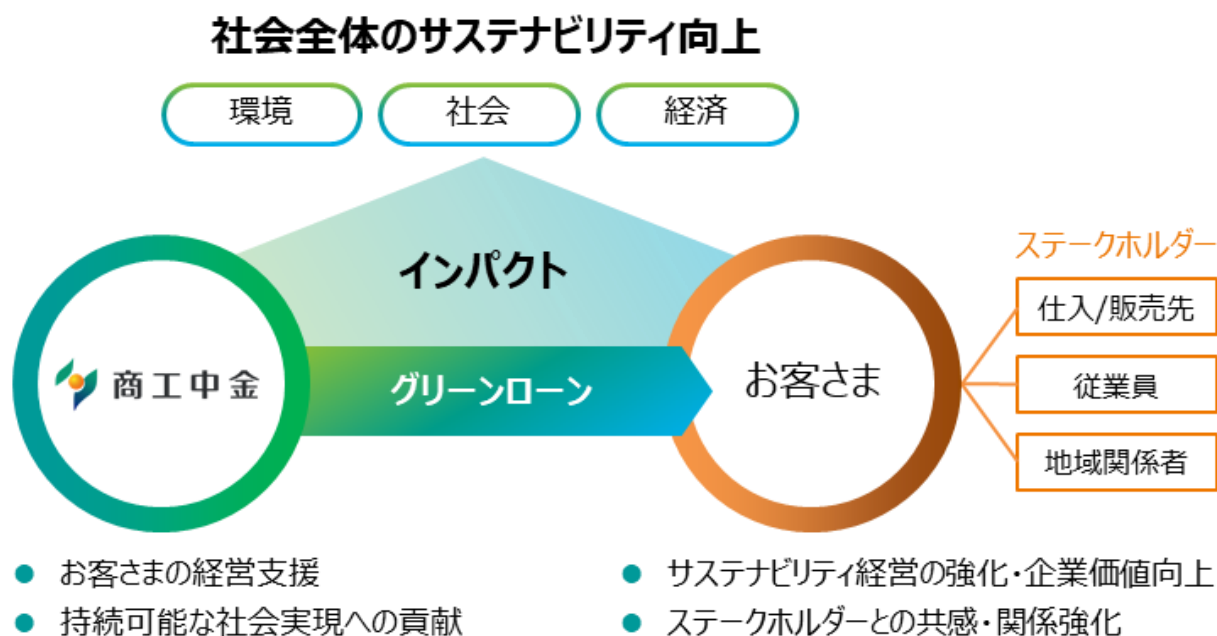 社会全体のサステナビリティ向上
環境
社会
経済
インパクト
商工中金
グリーンローン
お客さま
ステークホルダー
仕入/販売先
従業員
地域関係者
● お客さまの経営支援
● 持続可能な社会実現への貢献
● サステナビリティ経営の強化・企業価値向上
● ステークホルダーとの共感・関係強化